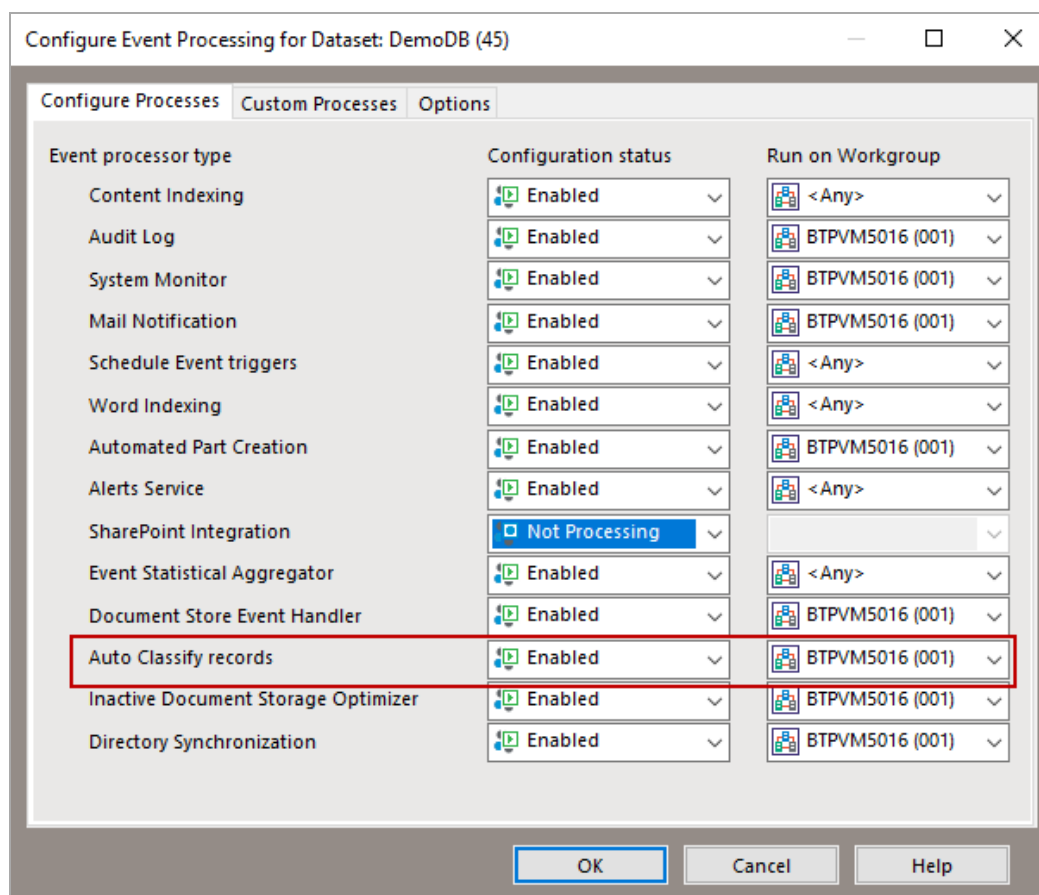 Configure Event Processing for Dataset: DemoDB (45)
Configure Processes Custom Processes Options
Event processor type Configuration status Run on Workgroup
Content Indexing Enabled <Any>
Audit Log Enabled BTPVM5016 (001)
System Monitor Enabled BTPVM5016 (001)
Mail Notification Enabled BTPVM5016 (001)
Schedule Event triggers Enabled <Any>
Word Indexing Enabled <Any>
Automated Part Creation Enabled BTPVM5016 (001)
Alerts Service Enabled <Any>
SharePoint Integration Not Processing
Event Statistical Aggregator Enabled <Any>
Document Store Event Handler Enabled BTPVM5016 (001)
Auto Classify records Enabled BTPVM5016 (001)
Inactive Document Storage Optimizer Enabled BTPVM5016 (001)
Directory Synchronization Enabled BTPVM5016 (001)
OK Cancel Help